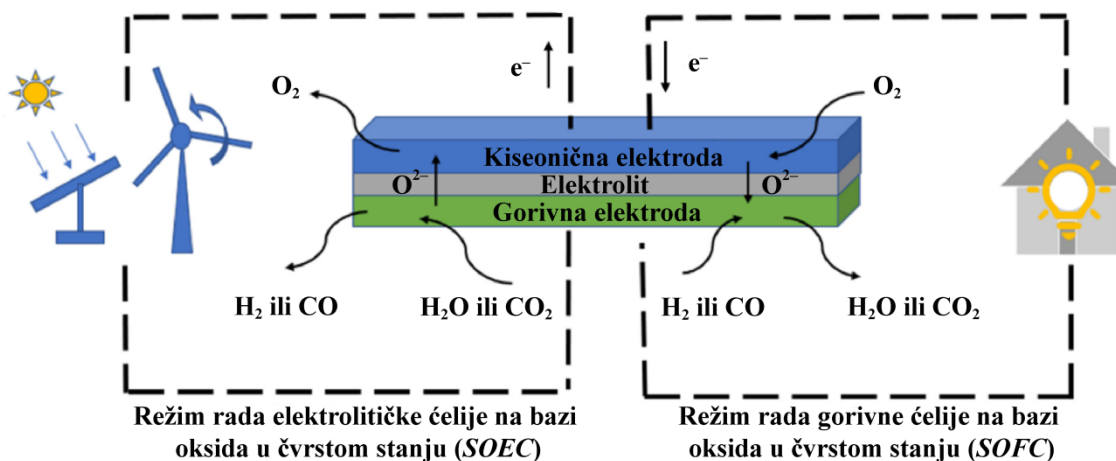 e⁻
e⁻
O₂
O₂
Kiseonična elektroda
O²⁻
Elektrolit
O²⁻
Gorivna elektroda
H₂ ili CO
H₂O ili CO₂
H₂ ili CO
H₂O ili CO₂
Režim rada elektrolitičke ćelije na bazi
oksida u čvrstom stanju (SOEC)
Režim rada gorivne ćelije na bazi
oksida u čvrstom stanju (SOFC)